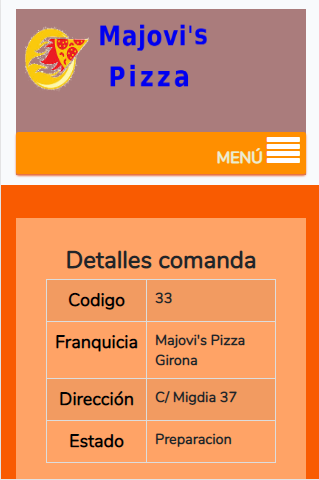 Majovi's
Pizza
MENÚ
Detalles comanda
Codigo 33
Franquicia Majovi's Pizza
Girona
Dirección C/ Migdia 37
Estado Preparacion